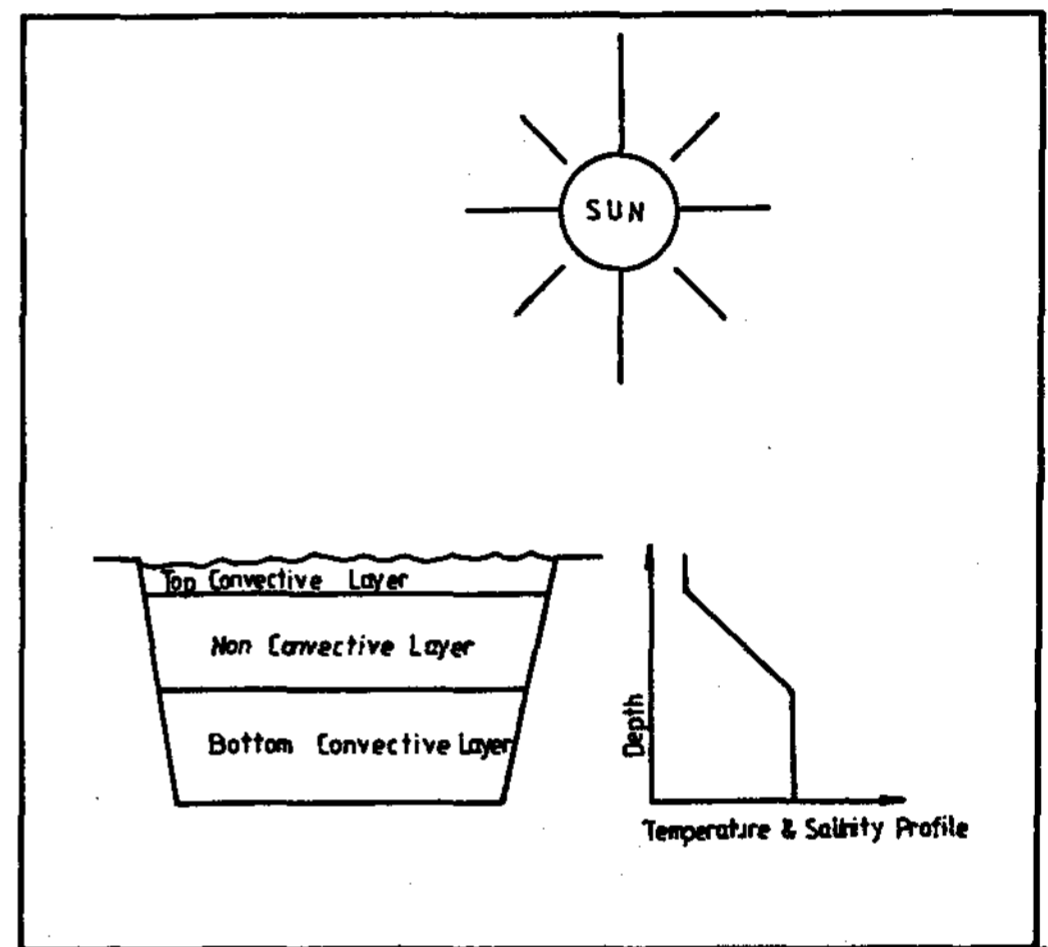 SUN
Top Convective Layer
Non Convective Layer
Bottom Convective Layer
Depth
Temperature & Salinity Profile